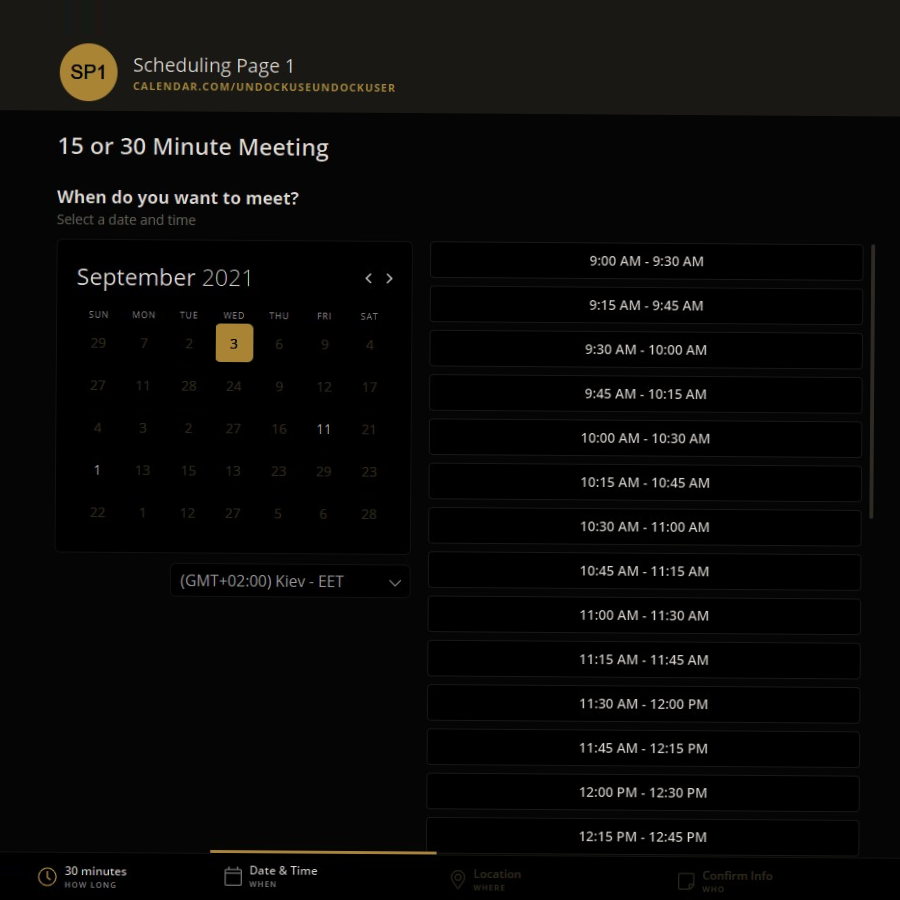 SP1
Scheduling Page 1
CALENDAR.COM/UNDOCKUSEUNDOCKUSER
15 or 30 Minute Meeting
When do you want to meet?
Select a date and time
September 2021
SUN MON TUE WED THU FRI SAT
29 7 2 3 6 9 4
27 11 28 24 9 12 17
4 3 2 27 16 11 21
1 13 15 13 23 29 23
22 1 12 27 5 6 28
(GMT+02:00) Kiev - EET
9:00 AM - 9:30 AM
9:15 AM - 9:45 AM
9:30 AM - 10:00 AM
9:45 AM - 10:15 AM
10:00 AM - 10:30 AM
10:15 AM - 10:45 AM
10:30 AM - 11:00 AM
10:45 AM - 11:15 AM
11:00 AM - 11:30 AM
11:15 AM - 11:45 AM
11:30 AM - 12:00 PM
11:45 AM - 12:15 PM
12:00 PM - 12:30 PM
12:15 PM - 12:45 PM
30 minutes
HOW LONG
Date & Time
WHEN
Location
WHERE
Confirm Info
WHO